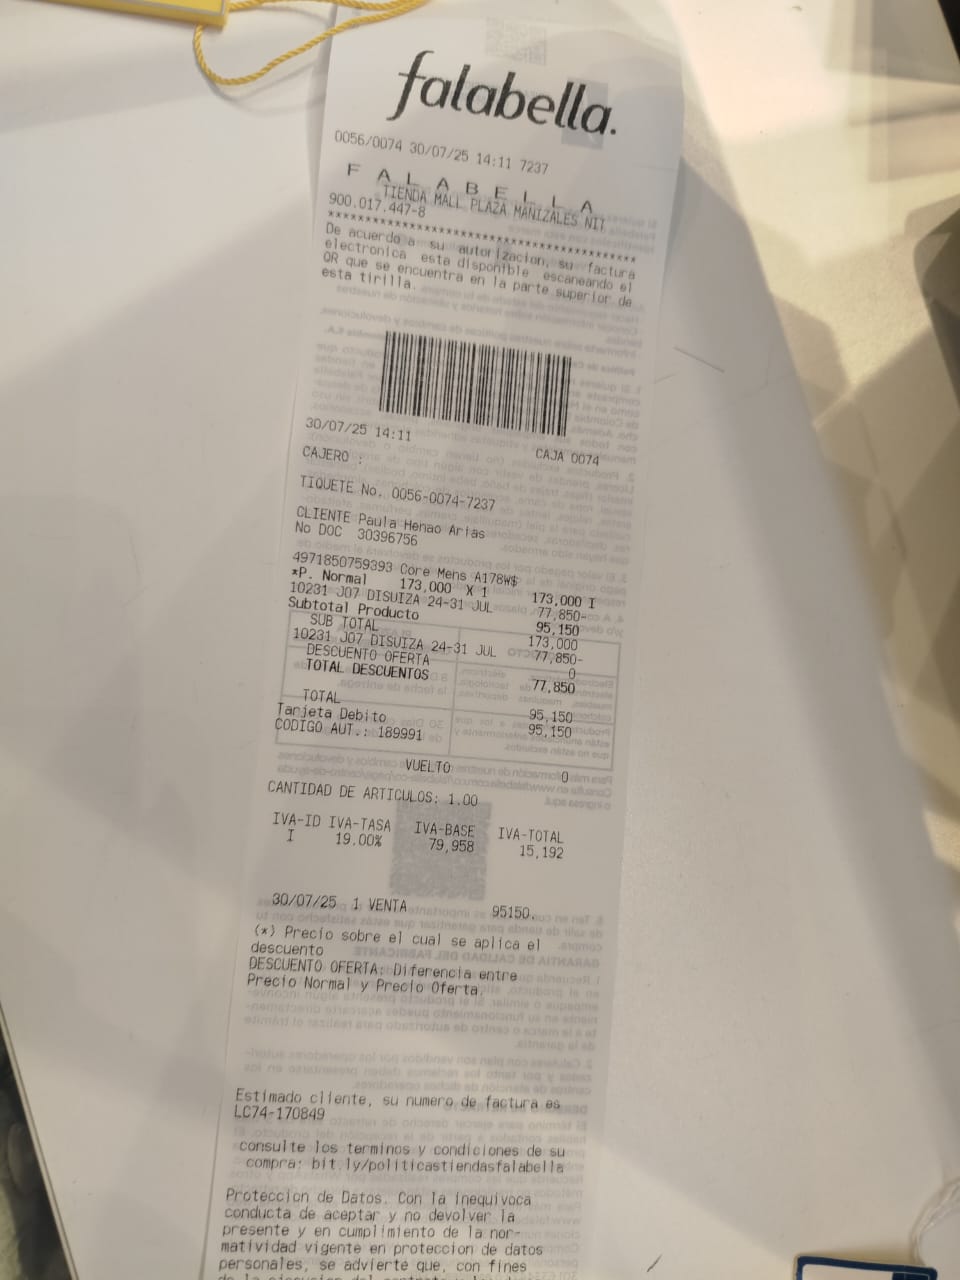 falabella.
0056/0074 30/07/25 14:11 7237
F A L A B E L L A
TIENDA MALL PLAZA MANIZALES NIT
900.017.447-8
******************************************
De acuerdo a su autorizacion, su factura
electronica esta disponible escaneando el
QR que se encuentra en la parte superior de
esta tirilla.
30/07/25 14:11 CAJA 0074
CAJERO :
TIQUETE No. 0056-0074-7237
CLIENTE Paula Henao Arias
No DOC 30396756
4971850759393 Core Mens A178W$
*P. Normal 173,000 X 1 173,000 I
10231 J07 DISUIZA 24-31 JUL 77,850-
Subtotal Producto 95,150
SUB TOTAL 173,000
10231 J07 DISUIZA 24-31 JUL 77,850-
DESCUENTO OFERTA 0
TOTAL DESCUENTOS 77,850
TOTAL 95,150
Tarjeta Debito 95,150
CODIGO AUT.: 189991
VUELTO 0
CANTIDAD DE ARTICULOS: 1.00
IVA-ID IVA-TASA IVA-BASE IVA-TOTAL
I 19.00% 79,958 15,192
30/07/25 1 VENTA 95150.
(*) Precio sobre el cual se aplica el
descuento
DESCUENTO OFERTA: Diferencia entre
Precio Normal y Precio Oferta.
Estimado cliente, su numero de factura es
LC74-170849
consulte los terminos y condiciones de su
compra: bit.ly/politicastiendasfalabella
Proteccion de Datos. Con la inequivoca
conducta de aceptar y no devolver la
presente y en cumplimiento de la nor-
matividad vigente en proteccion de datos
personales, se advierte que, con fines